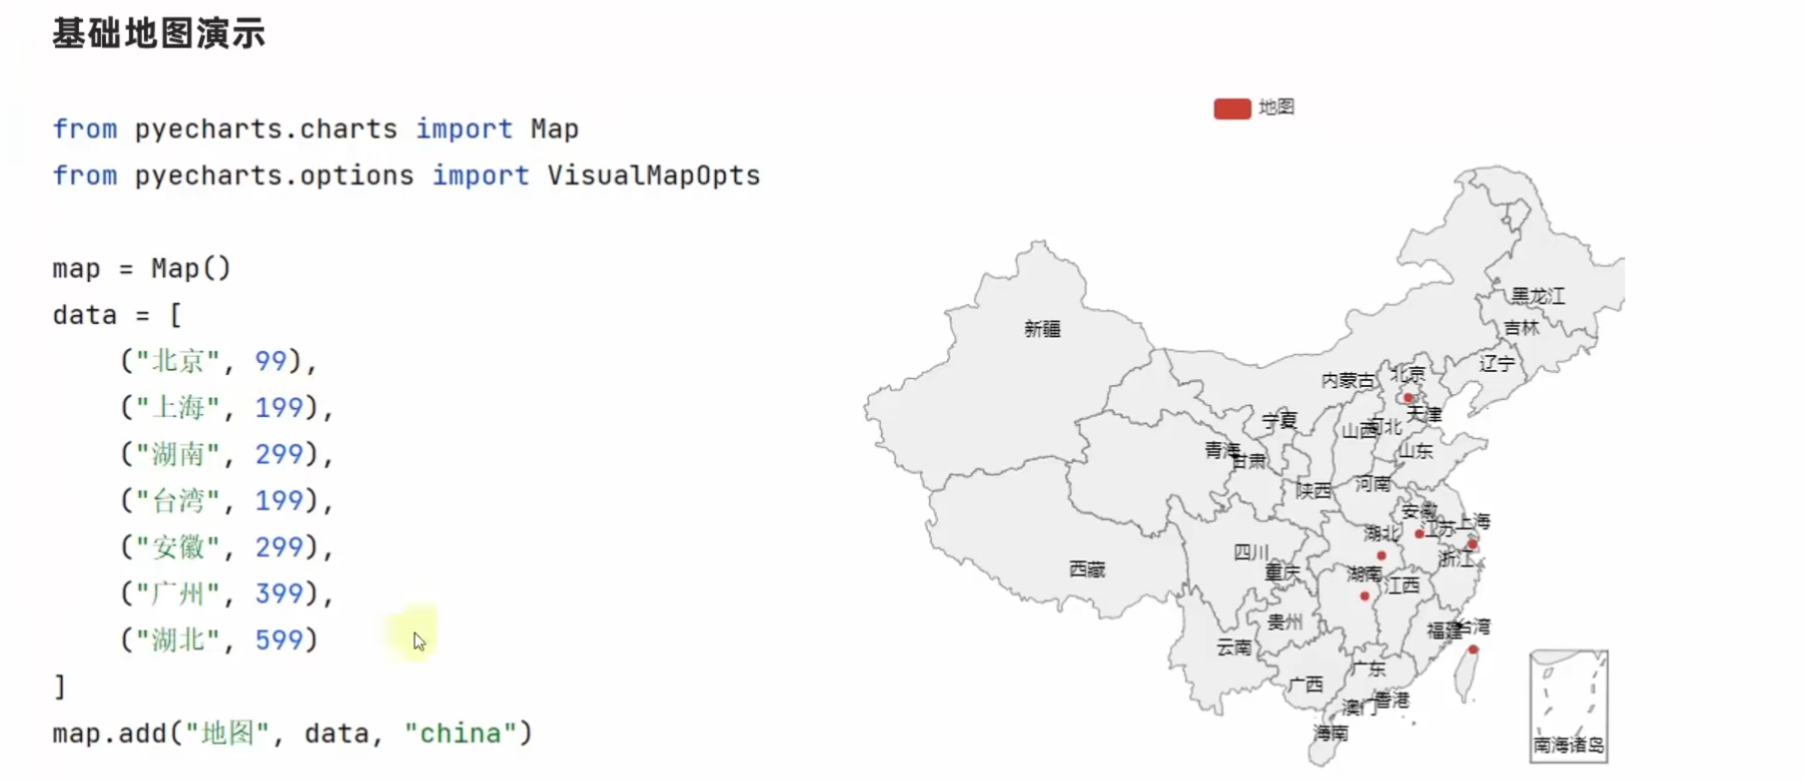 基础地图演示
from pyecharts.charts import Map
from pyecharts.options import VisualMapOpts
map = Map()
data = [
("北京", 99),
("上海", 199),
("湖南", 299),
("台湾", 199),
("安徽", 299),
("广州", 399),
("湖北", 599)
]
map.add("地图", data, "china")
地图
黑龙江
吉林
新疆
辽宁
内蒙古
北京
天津
宁夏
山西
河北
青海
甘肃
山东
陕西
河南
安徽
江苏
上海
湖北
四川
浙江
西藏
重庆
湖南
江西
贵州
福建
台湾
云南
广东
广西
香港
澳门
海南
南海诸岛